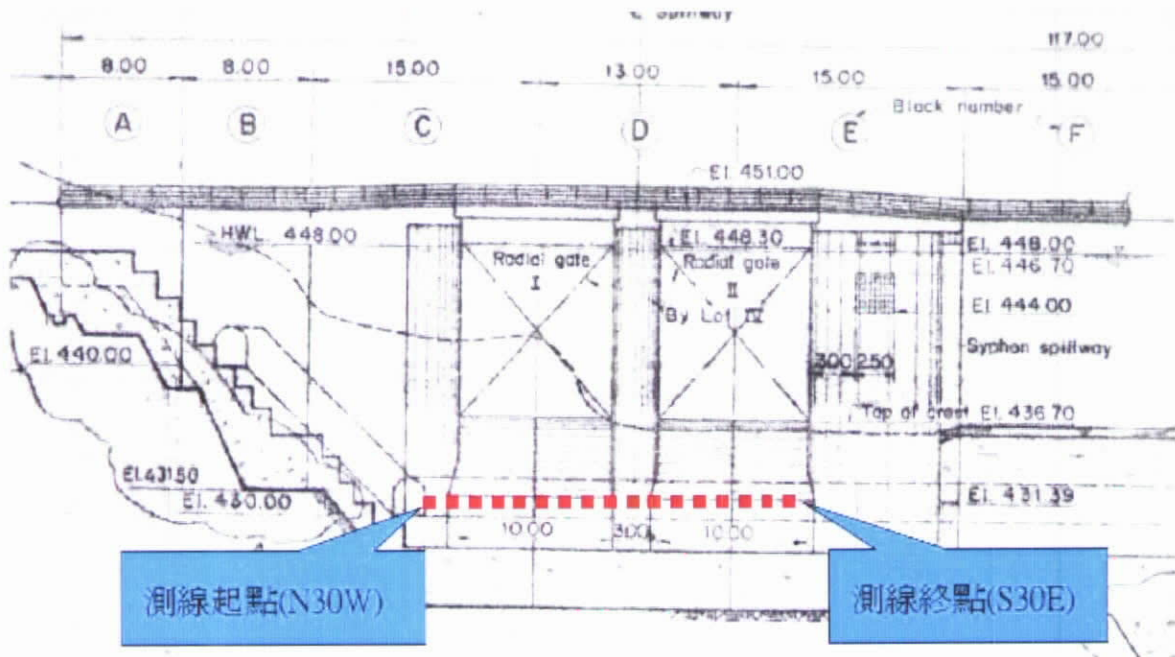 ℄ Spillway
117.00
8.00 8.00 15.00 13.00 15.00 15.00
A B C D E Block number F
El. 451.00
HWL 448.00
El. 448.30
El. 448.00
Radial gate I
Radial gate II
El. 446.70
By Lot IV
El. 444.00
El. 440.00
Syphon spillway
300 250
Top of crest El. 436.70
El. 431.50
El. 430.00
El. 431.39
10.00 3.00 10.00
測線起點(N30W)
測線終點(S30E)